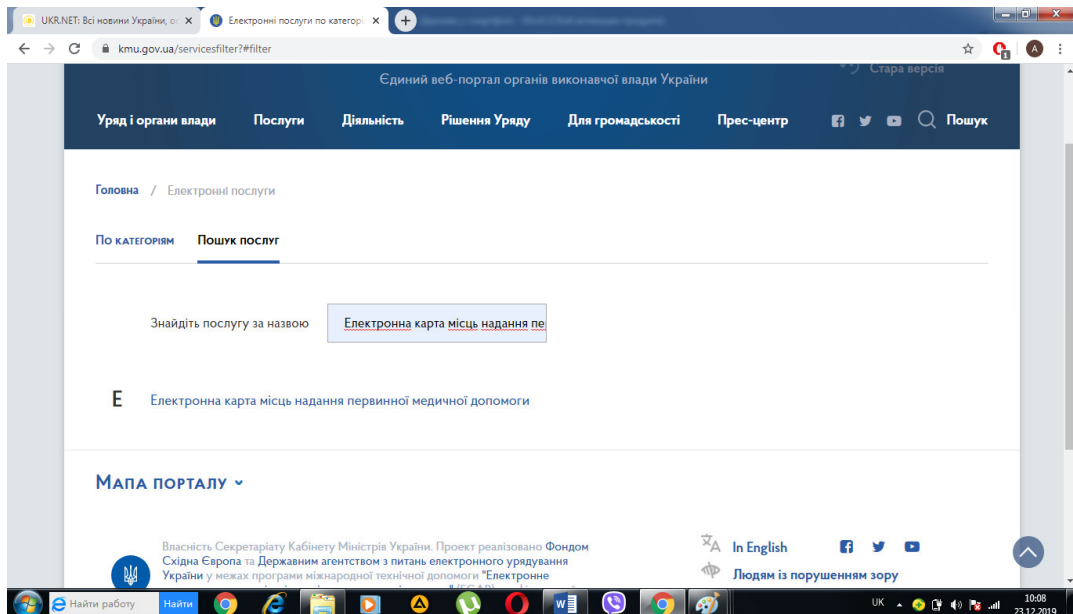 UKR.NET: Всі новини України, ос
Електронні послуги по категорі
kmu.gov.ua/servicesfilter?#filter
Єдиний веб-портал органів виконавчої влади України
Стара версія
Уряд і органи влади Послуги Діяльність Рішення Уряду Для громадськості Прес-центр Пошук
Головна / Електронні послуги
По категоріям Пошук послуг
Знайдіть послугу за назвою Електронна карта місць надання пе
Е Електронна карта місць надання первинної медичної допомоги
Мапа порталу
Власність Секретаріату Кабінету Міністрів України. Проект реалізовано Фондом
Східна Європа та Державним агентством з питань електронного урядування
України у межах програми міжнародної технічної допомоги "Електронне
In English
Людям із порушенням зору
Найти работу Найти
UK 10:08
23.12.2019